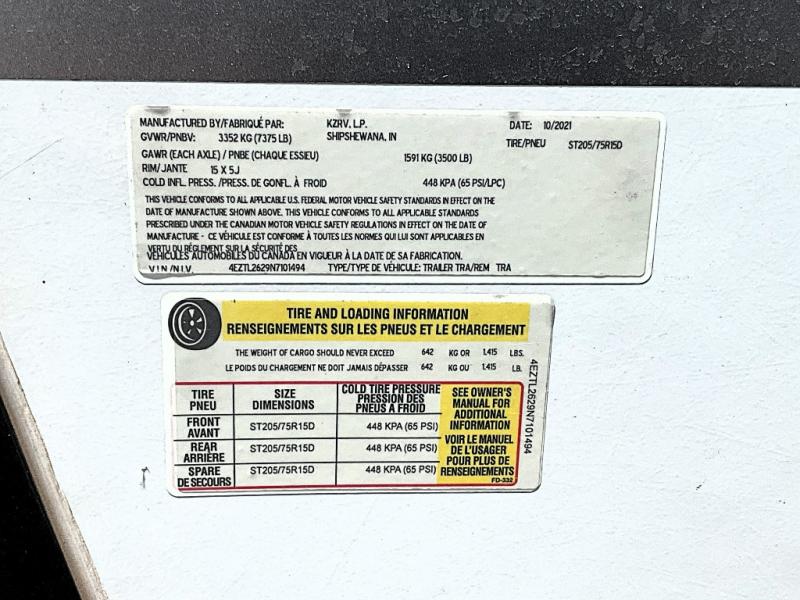 MANUFACTURED BY/FABRIQUÉ PAR: KZRV, L.P. DATE: 10/2021
GVWR/PNBV: 3352 KG (7375 LB) SHIPSHEWANA, IN TIRE/PNEU ST205/75R15D
GAWR (EACH AXLE) / PNBE (CHAQUE ESSIEU) 1591 KG (3500 LB)
RIM/JANTE 15 X 5J
COLD INFL. PRESS. /PRESS. DE GONFL. À FROID 448 KPA (65 PSI/LPC)
THIS VEHICLE CONFORMS TO ALL APPLICABLE U.S. FEDERAL MOTOR VEHICLE SAFETY STANDARDS IN EFFECT ON THE
DATE OF MANUFACTURE SHOWN ABOVE. THIS VEHICLE CONFORMS TO ALL APPLICABLE STANDARDS
PRESCRIBED UNDER THE CANADIAN MOTOR VEHICLE SAFETY REGULATIONS IN EFFECT ON THE DATE OF
MANUFACTURE - CE VÉHICULE EST CONFORME À TOUTES LES NORMES QUI LUI SONT APPLICABLES EN
VERTU DU RÈGLEMENT SUR LA SÉCURITÉ DES
VÉHICULES AUTOMOBILES DU CANADA EN VIGUEUR À LA DATE DE SA FABRICATION.
V.I.N./N.I.V. 4EZTL2629N7101494 TYPE/TYPE DE VÉHICULE: TRAILER TRA/REM TRA
TIRE AND LOADING INFORMATION
RENSEIGNEMENTS SUR LES PNEUS ET LE CHARGEMENT
THE WEIGHT OF CARGO SHOULD NEVER EXCEED 642 KG OR 1,415 LBS.
LE POIDS DU CHARGEMENT NE DOIT JAMAIS DÉPASSER 642 KG OU 1,415 LB.
TIRE
PNEU
SIZE
DIMENSIONS
COLD TIRE PRESSURE
PRESSION DES
PNEUS A FROID
FRONT
AVANT
ST205/75R15D 448 KPA (65 PSI)
REAR
ARRIÈRE
ST205/75R15D 448 KPA (65 PSI)
SPARE
DE SECOURS
ST205/75R15D 448 KPA (65 PSI)
SEE OWNER'S
MANUAL FOR
ADDITIONAL
INFORMATION
VOIR LE MANUEL
DE L'USAGER
POUR PLUS DE
RENSEIGNEMENTS
FD-332
4EZTL2629N7101494